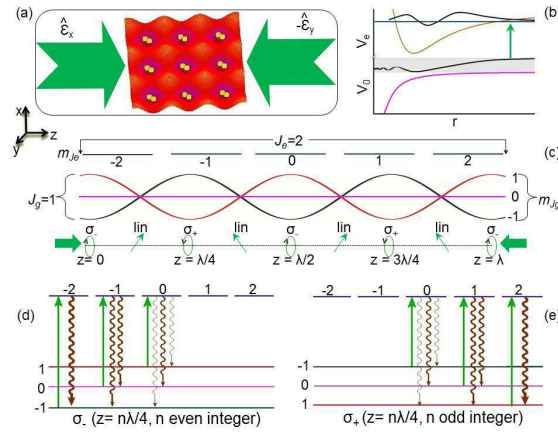 (a)
ε̂x
-ε̂y
(b)
Ve
V0
r
x
z
y
(c)
Je=2
mJe
-2 -1 0 1 2
Jg=1
1
0
-1
mJg
σ- lin σ+ lin σ- lin σ+ lin σ-
z= 0 z= λ/4 z= λ/2 z= 3λ/4 z= λ
(d)
-2 -1 0 1 2
1
0
-1
σ- (z= nλ/4, n even integer)
(e)
0 1 2
-1
0
1
σ+ (z= nλ/4, n odd integer)